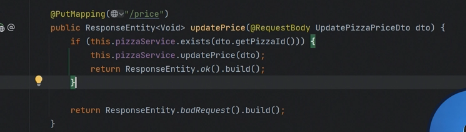 @PutMapping("/price")
public ResponseEntity<Void> updatePrice(@RequestBody UpdatePizzaPriceDto dto) {
if (this.pizzaService.exists(dto.getPizzaId())) {
this.pizzaService.updatePrice(dto);
return ResponseEntity.ok().build();
}
return ResponseEntity.badRequest().build();
}